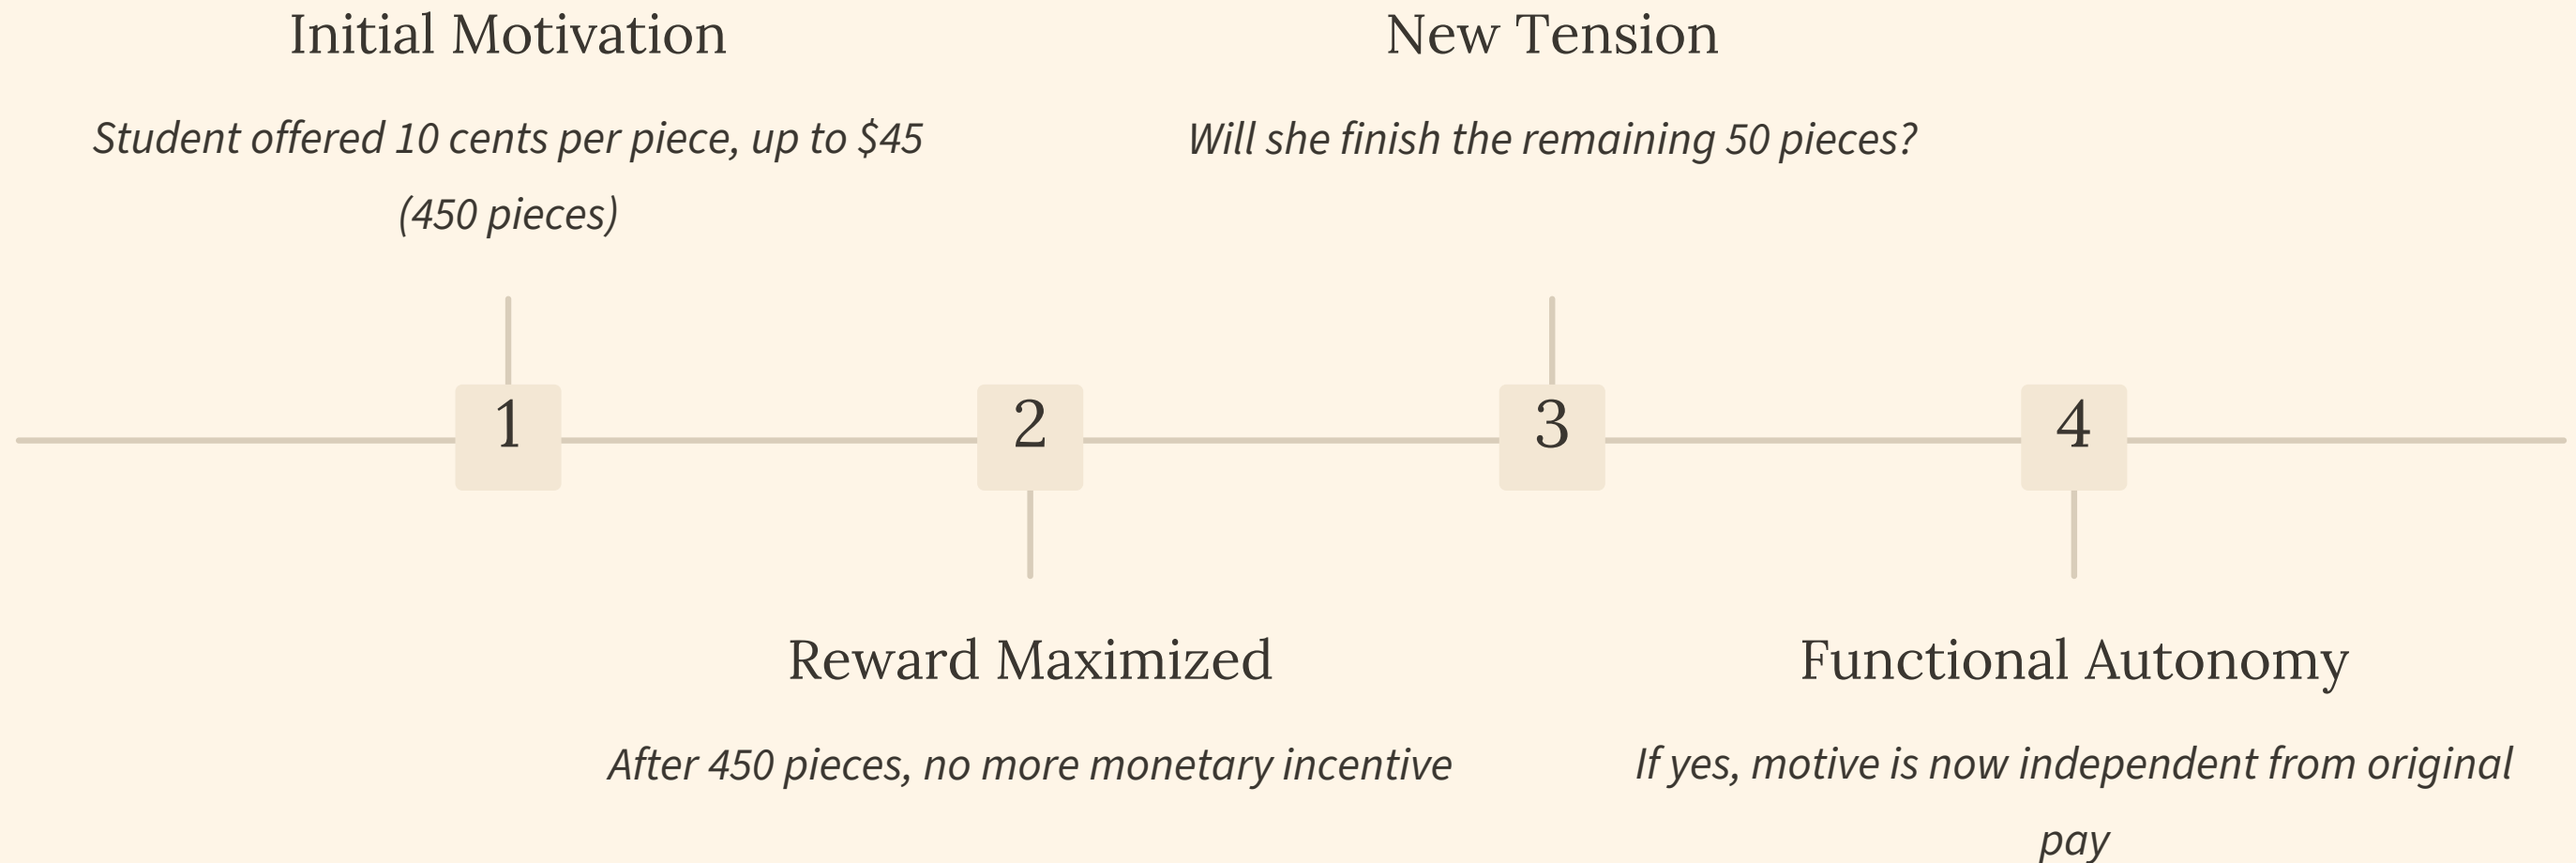 Initial Motivation
Student offered 10 cents per piece, up to $45
(450 pieces)
New Tension
Will she finish the remaining 50 pieces?
1
2
3
4
Reward Maximized
After 450 pieces, no more monetary incentive
Functional Autonomy
If yes, motive is now independent from original
pay